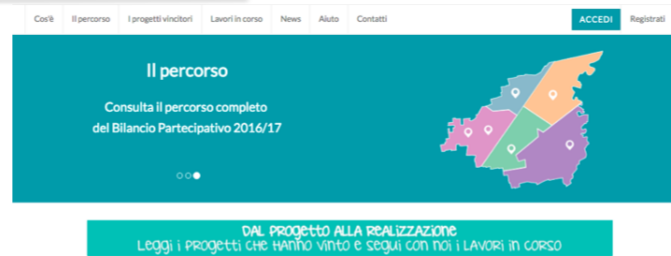 Cos'è Il percorso I progetti vincitori Lavori in corso News Aiuto Contatti ACCEDI Registrati
Il percorso
Consulta il percorso completo
del Bilancio Partecipativo 2016/17
DAL PROGETTO ALLA REALIZZAZIONE
Leggi i PROGETTI CHE HANNO VINTO E SEGUI CON NOI i LAVORI IN CORSO